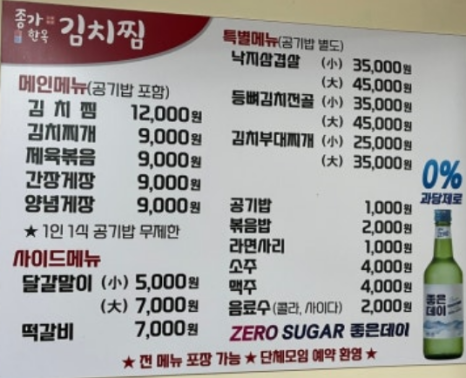 종가
한옥
김치찜
메인메뉴(공기밥 포함)
김 치 찜 12,000원
김치찌개 9,000원
제육볶음 9,000원
간장게장 9,000원
양념게장 9,000원
★ 1인 1식 공기밥 무제한
사이드메뉴
달걀말이 (小) 5,000원
(大) 7,000원
떡갈비 7,000원
특별메뉴(공기밥 별도)
낙지삼겹살 (小) 35,000원
(大) 45,000원
등뼈김치전골 (小) 35,000원
(大) 45,000원
김치부대찌개 (小) 25,000원
(大) 35,000원
공기밥 1,000원
볶음밥 2,000원
라면사리 1,000원
소주 4,000원
맥주 4,000원
음료수(콜라, 사이다) 2,000원
ZERO SUGAR 좋은데이
0%
과당제로
좋은
데이
★ 전 메뉴 포장 가능 ★ 단체모임 예약 환영 ★